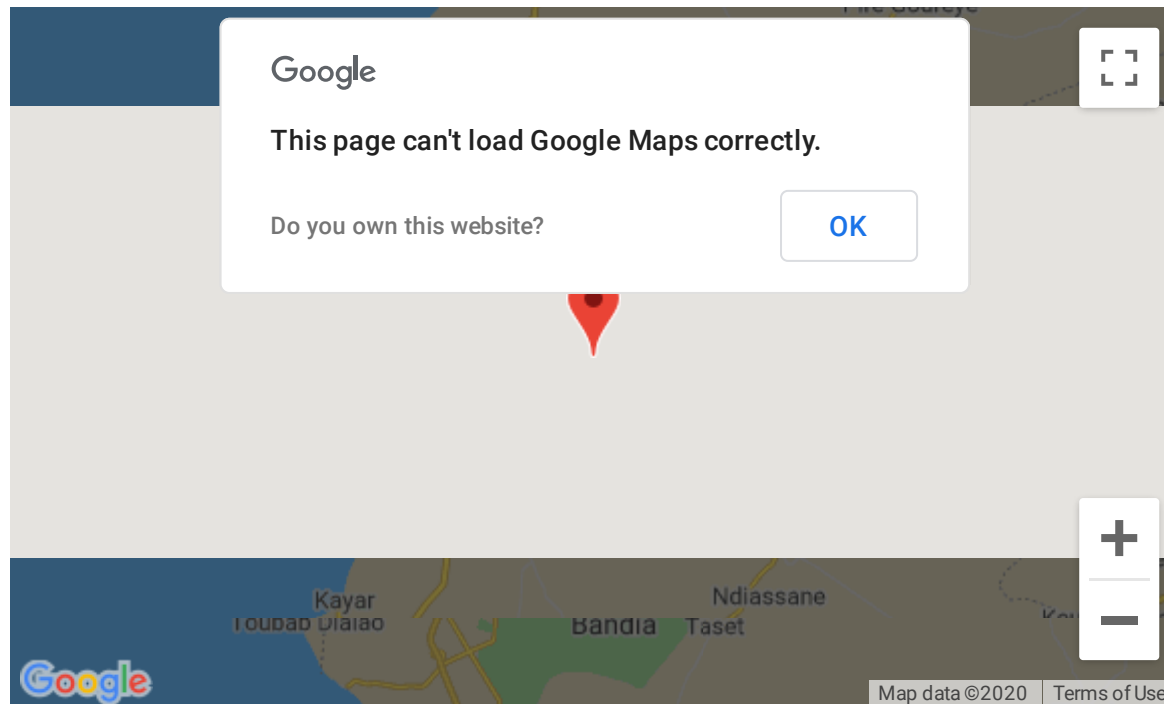 Google
This page can't load Google Maps correctly.
Do you own this website?
OK
Kayar
Ndiassane
Toubab Dialao
Bandia
Taset
Google
Map data ©2020
Terms of Use